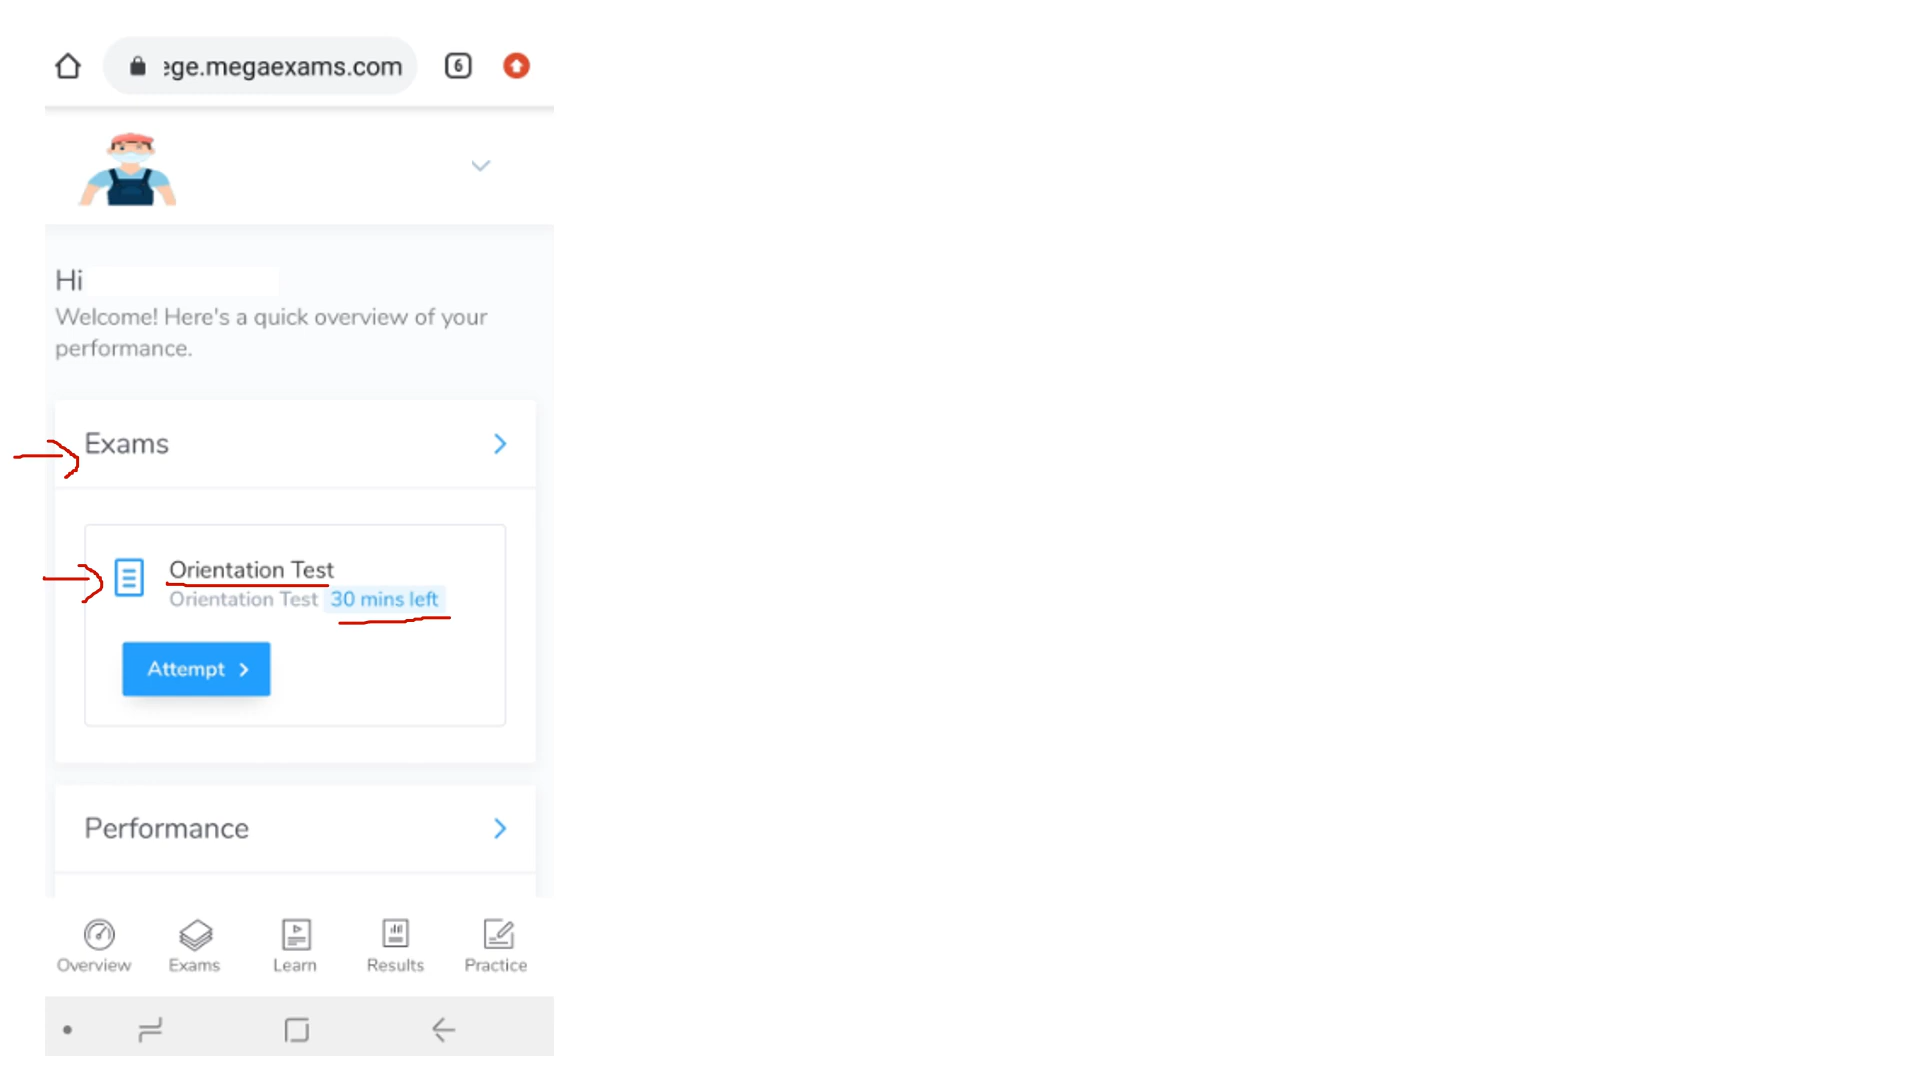 ege.megaexams.com
6
Hi
Welcome! Here's a quick overview of your
performance.
Exams
Orientation Test
Orientation Test 30 mins left
Attempt
Performance
Overview Exams Learn Results Practice